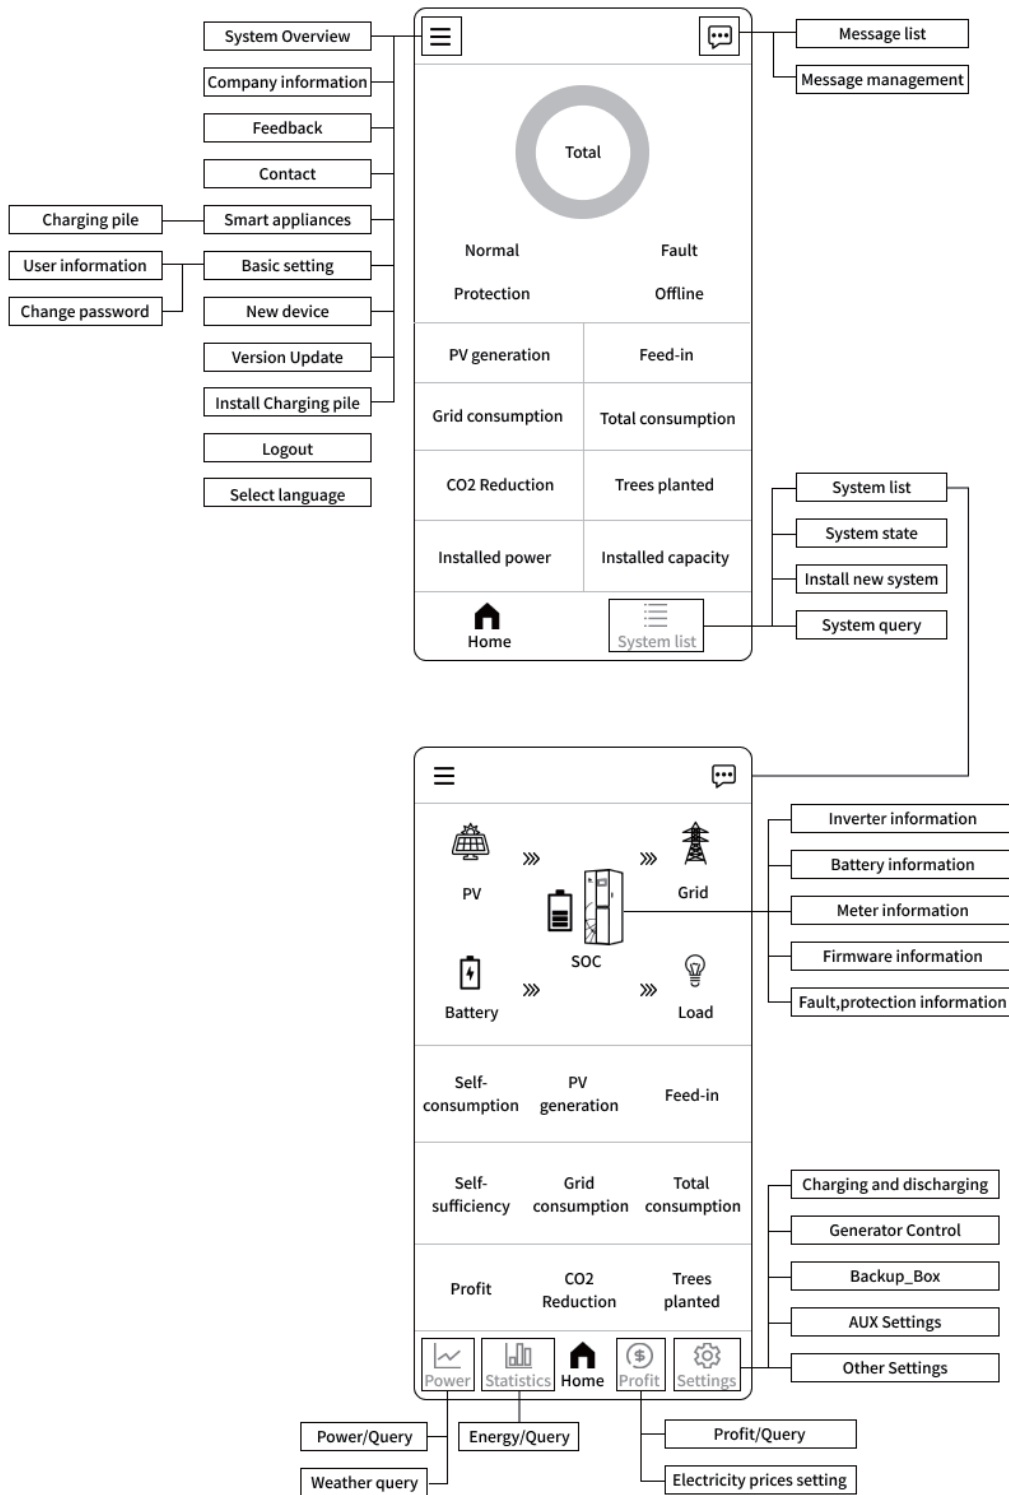 System Overview
Company information
Feedback
Contact
Smart appliances
Basic setting
New device
Version Update
Install Charging pile
Logout
Select language
Charging pile
User information
Change password
Message list
Message management
Total
Normal
Fault
Protection
Offline
PV generation
Feed-in
Grid consumption
Total consumption
CO2 Reduction
Trees planted
Installed power
Installed capacity
Home
System list
System list
System state
Install new system
System query
PV
Grid
SOC
Battery
Load
Inverter information
Battery information
Meter information
Firmware information
Fault,protection information
Self-
consumption
PV
generation
Feed-in
Self-
sufficiency
Grid
consumption
Total
consumption
Profit
CO2
Reduction
Trees
planted
Power
Statistics
Home
Profit
Settings
Charging and discharging
Generator Control
Backup_Box
AUX Settings
Other Settings
Power/Query
Weather query
Energy/Query
Profit/Query
Electricity prices setting